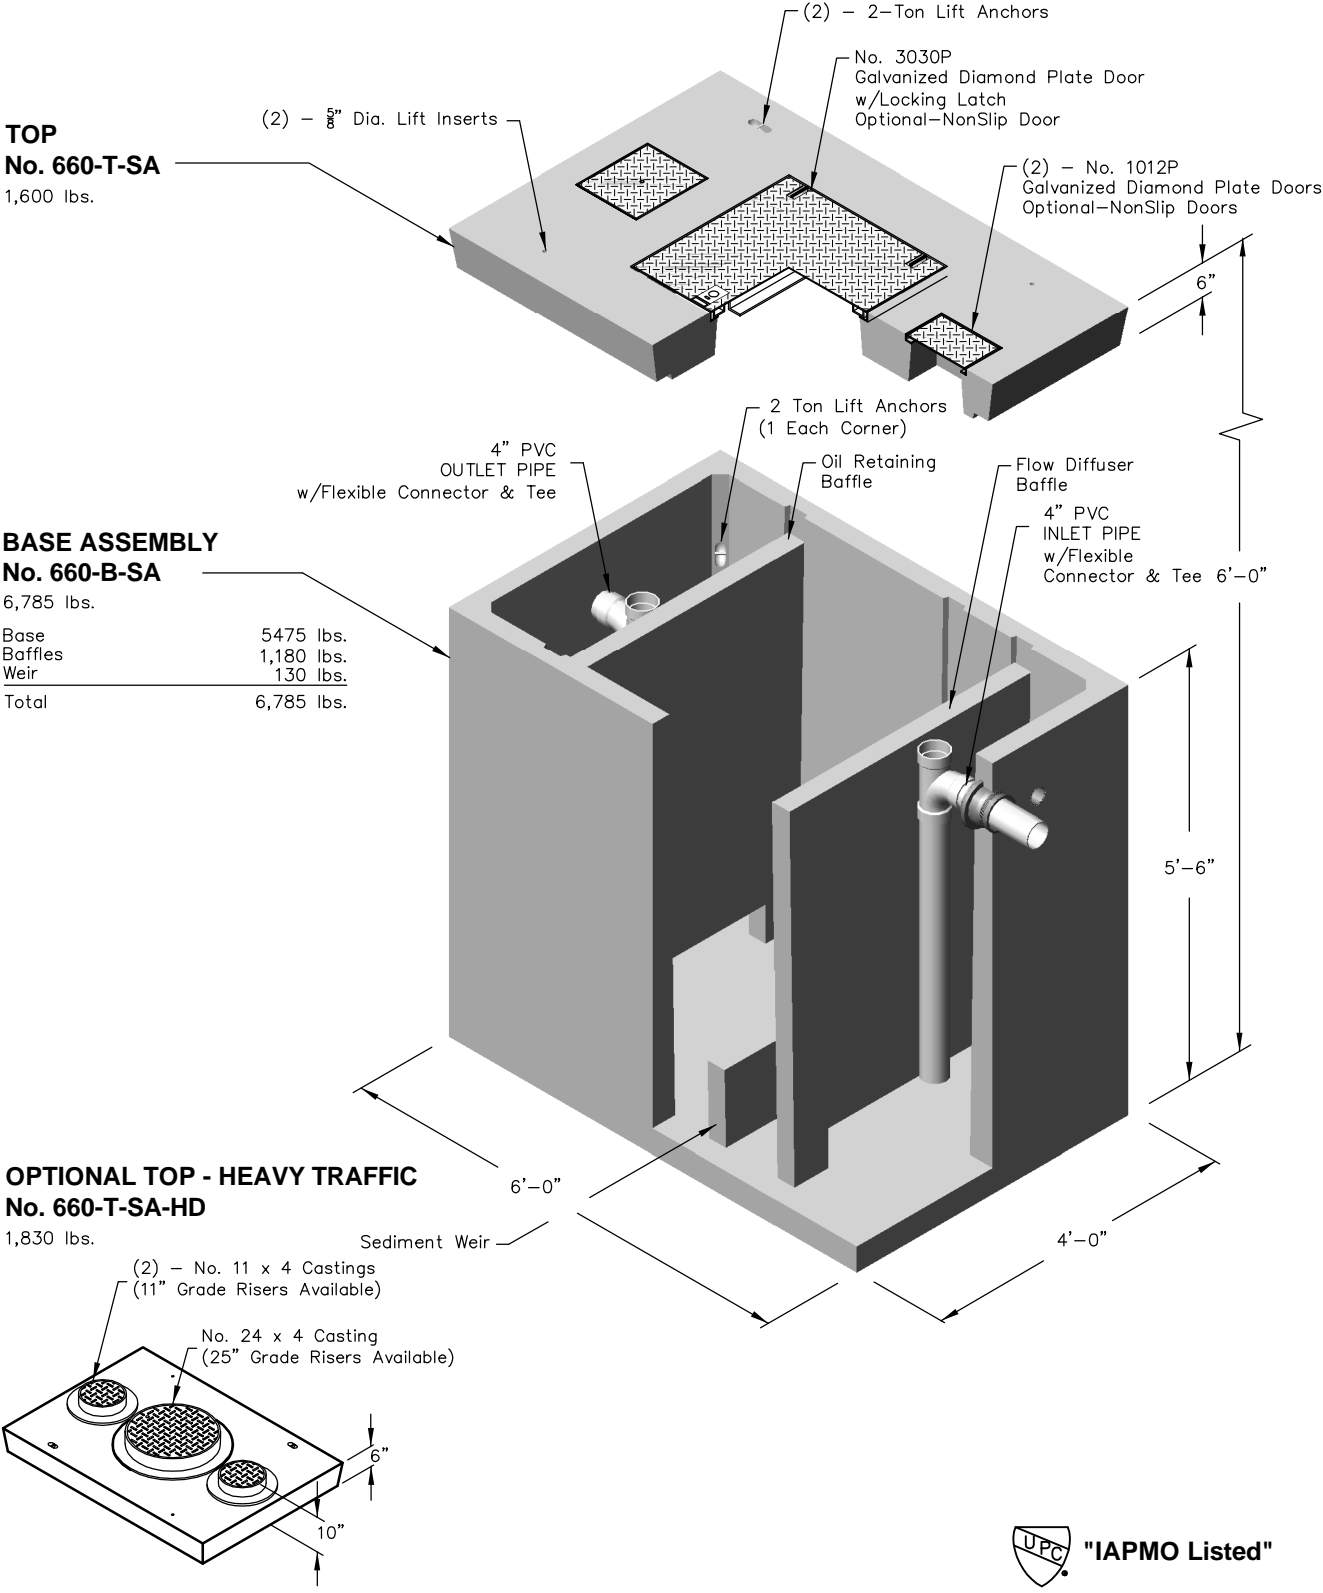 (2) – 2–Ton Lift Anchors
No. 3030P
Galvanized Diamond Plate Door
w/Locking Latch
Optional–NonSlip Door
(2) – 5/8" Dia. Lift Inserts
TOP
No. 660-T-SA
1,600 lbs.
(2) – No. 1012P
Galvanized Diamond Plate Doors
Optional–NonSlip Doors
6"
2 Ton Lift Anchors
(1 Each Corner)
4" PVC
OUTLET PIPE
w/Flexible Connector & Tee
Oil Retaining
Baffle
Flow Diffuser
Baffle
4" PVC
INLET PIPE
w/Flexible
Connector & Tee
6'–0"
BASE ASSEMBLY
No. 660-B-SA
6,785 lbs.
Base 5475 lbs.
Baffles 1,180 lbs.
Weir 130 lbs.
Total 6,785 lbs.
5'–6"
6'–0"
4'–0"
Sediment Weir
OPTIONAL TOP - HEAVY TRAFFIC
No. 660-T-SA-HD
1,830 lbs.
(2) – No. 11 x 4 Castings
(11" Grade Risers Available)
No. 24 x 4 Casting
(25" Grade Risers Available)
6"
10"
UPC
"IAPMO Listed"